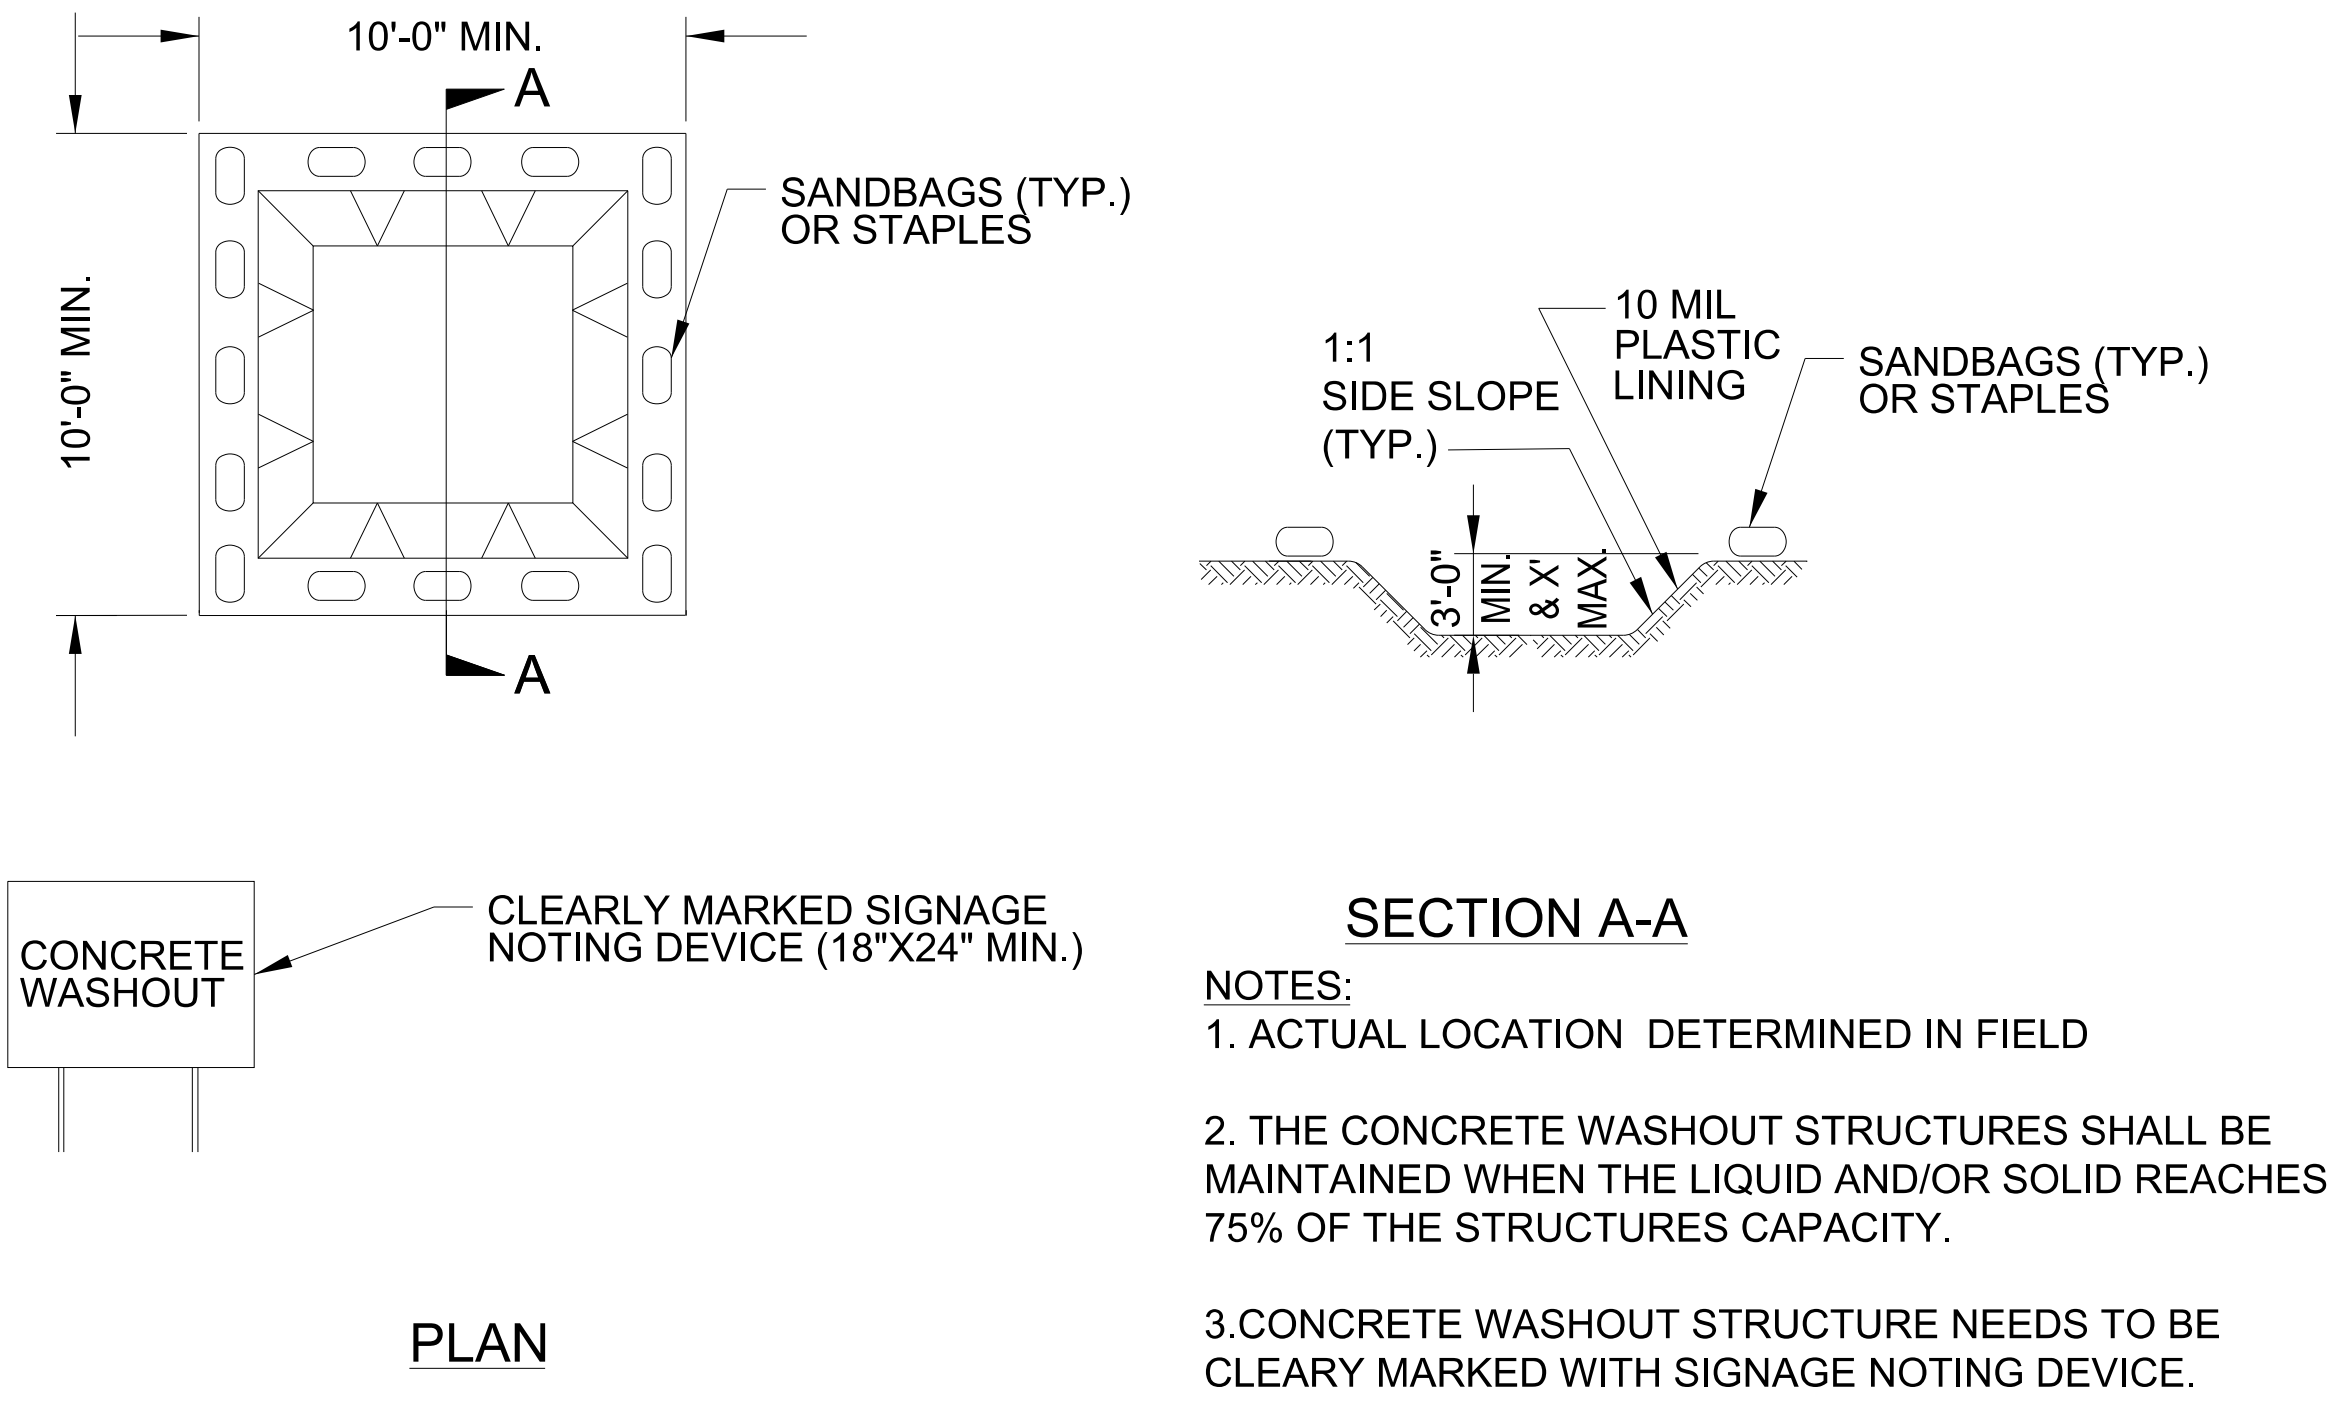 10'-0" MIN.
A
SANDBAGS (TYP.)
OR STAPLES
10'-0" MIN.
A
10 MIL
PLASTIC
LINING
1:1
SIDE SLOPE
(TYP.)
SANDBAGS (TYP.)
OR STAPLES
3'-0"
MIN.
& X'
MAX.
CONCRETE
WASHOUT
CLEARLY MARKED SIGNAGE
NOTING DEVICE (18"X24" MIN.)
PLAN
SECTION A-A
NOTES:
1. ACTUAL LOCATION  DETERMINED IN FIELD
2. THE CONCRETE WASHOUT STRUCTURES SHALL BE
MAINTAINED WHEN THE LIQUID AND/OR SOLID REACHES
75% OF THE STRUCTURES CAPACITY.
3.CONCRETE WASHOUT STRUCTURE NEEDS TO BE
CLEARY MARKED WITH SIGNAGE NOTING DEVICE.